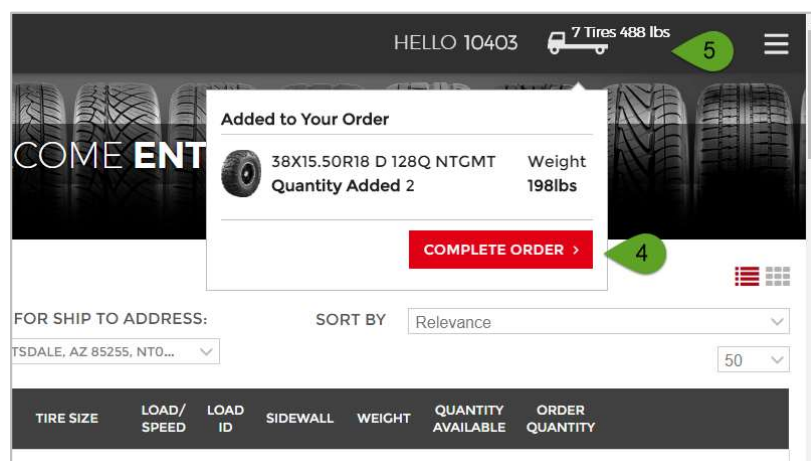 HELLO 10403
7 Tires 488 lbs
5
COME ENT
Added to Your Order
38X15.50R18 D 128Q NTGMT Weight
Quantity Added 2 198lbs
COMPLETE ORDER >
4
FOR SHIP TO ADDRESS: SORT BY Relevance
TSDALE, AZ 85255, NT0... 50
TIRE SIZE LOAD/ SPEED LOAD ID SIDEWALL WEIGHT QUANTITY AVAILABLE ORDER QUANTITY